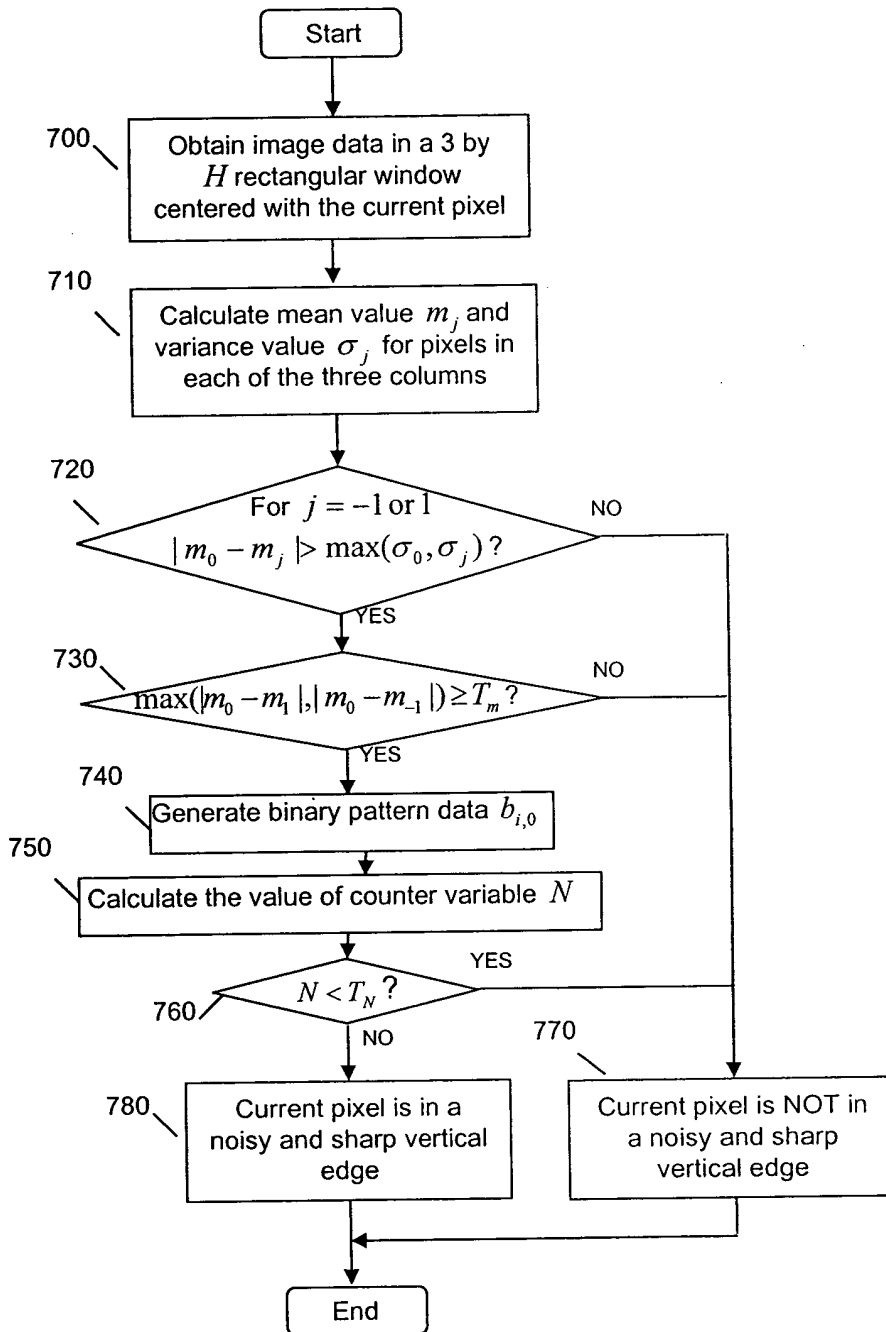 Start
700
Obtain image data in a 3 by
H rectangular window
centered with the current pixel
710
Calculate mean value m_j and
variance value σ_j for pixels in
each of the three columns
720
For j = -1 or 1
NO
| m_0 - m_j | > max(σ_0, σ_j) ?
YES
730
NO
max(|m_0 - m_1 |,| m_0 - m_{-1} |) ≥ T_m ?
YES
740
Generate binary pattern data b_{i,0}
750
Calculate the value of counter variable N
YES
N < T_N ?
760
NO
770
780
Current pixel is in a
noisy and sharp vertical
edge
Current pixel is NOT in
a noisy and sharp
vertical edge
End